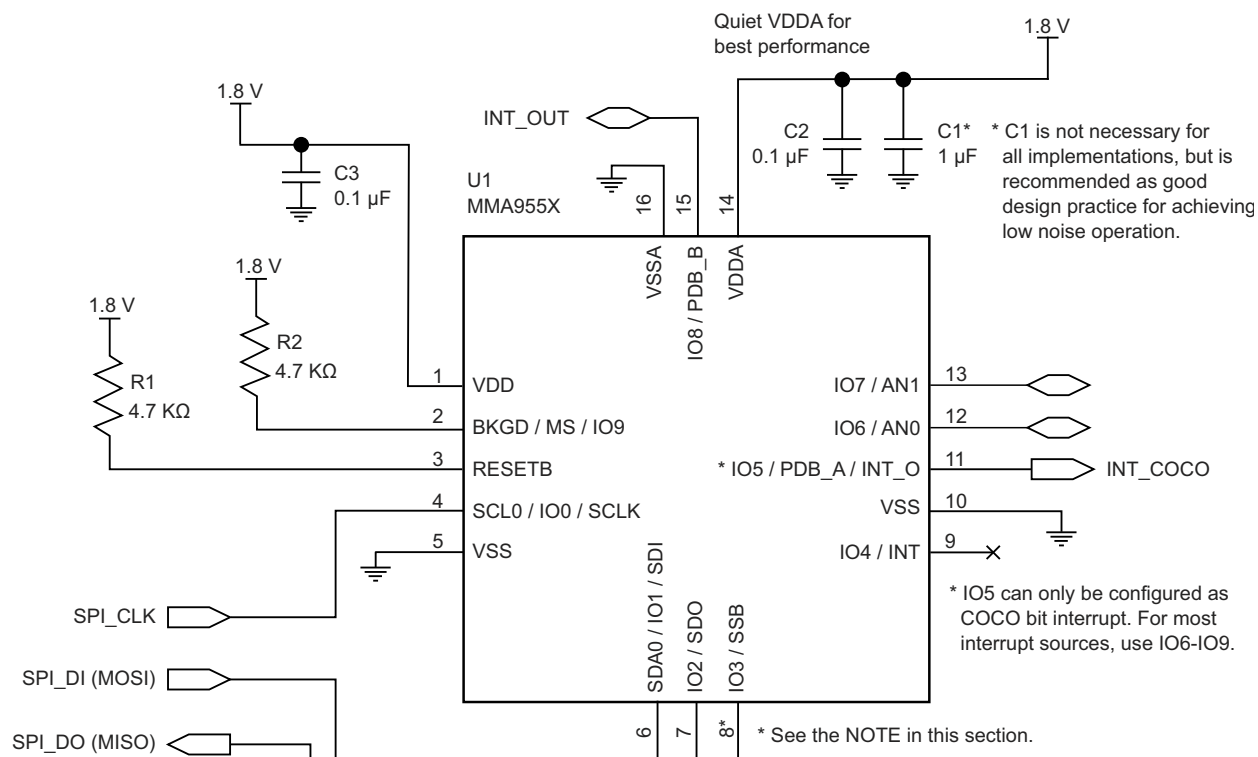 Quiet VDDA for
best performance
1.8 V
1.8 V
INT_OUT
C2
0.1 µF
C1*
1 µF
* C1 is not necessary for
all implementations, but is
recommended as good
design practice for achieving
low noise operation.
C3
0.1 µF
U1
MMA955X
16
15
14
VSSA
IO8 / PDB_B
VDDA
1.8 V
R2
4.7 KΩ
1.8 V
R1
4.7 KΩ
1
VDD
2
BKGD / MS / IO9
3
RESETB
4
SCL0 / IO0 / SCLK
5
VSS
IO7 / AN1
13
IO6 / AN0
12
* IO5 / PDB_A / INT_O
11
INT_COCO
VSS
10
IO4 / INT
9
* IO5 can only be configured as
COCO bit interrupt. For most
interrupt sources, use IO6-IO9.
SDA0 / IO1 / SDI
IO2 / SDO
IO3 / SSB
6
7
8*
* See the NOTE in this section.
SPI_CLK
SPI_DI (MOSI)
SPI_DO (MISO)